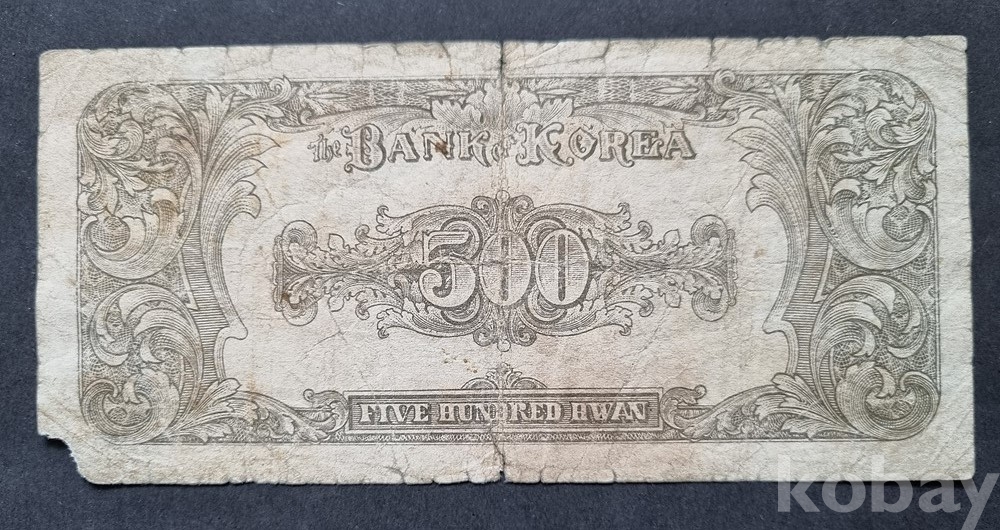 the BANK of KOREA
500
FIVE HUNDRED HWAN
kobay